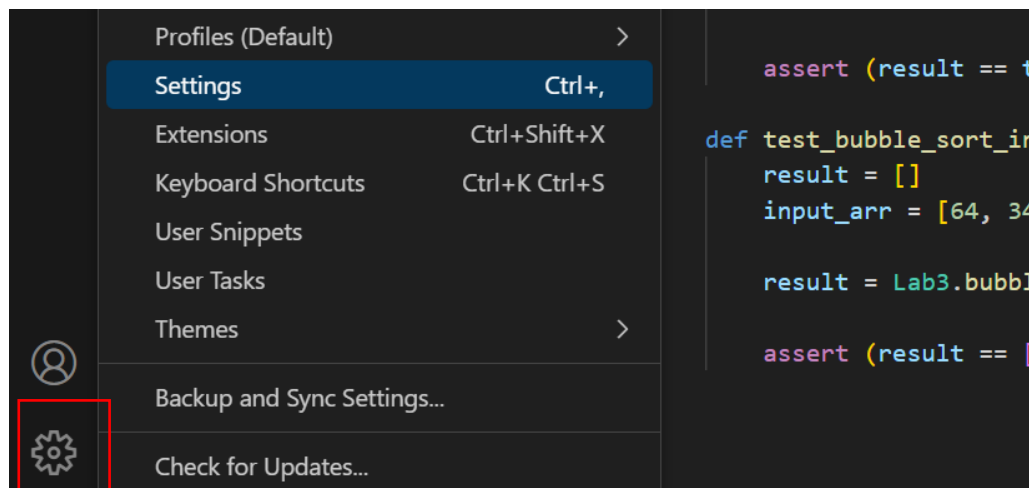 Profiles (Default)
Settings Ctrl+,
Extensions Ctrl+Shift+X
Keyboard Shortcuts Ctrl+K Ctrl+S
User Snippets
User Tasks
Themes
Backup and Sync Settings...
Check for Updates...
assert (result ==
def test_bubble_sort_
result = []
input_arr = [64,
result = Lab3.
assert (result == [